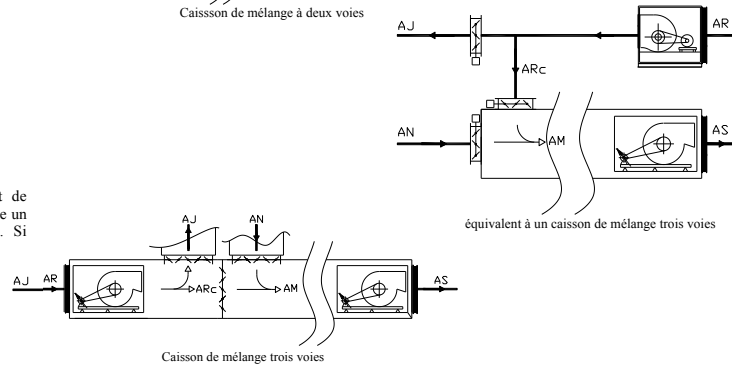 Caissson de mélange à deux voies
AJ
AR
ARc
AN
AM
AS
équivalent à un caisson de mélange trois voies
t de
e un
. Si
AJ
AN
AJ
AR
ARc
AM
AS
Caisson de mélange trois voies